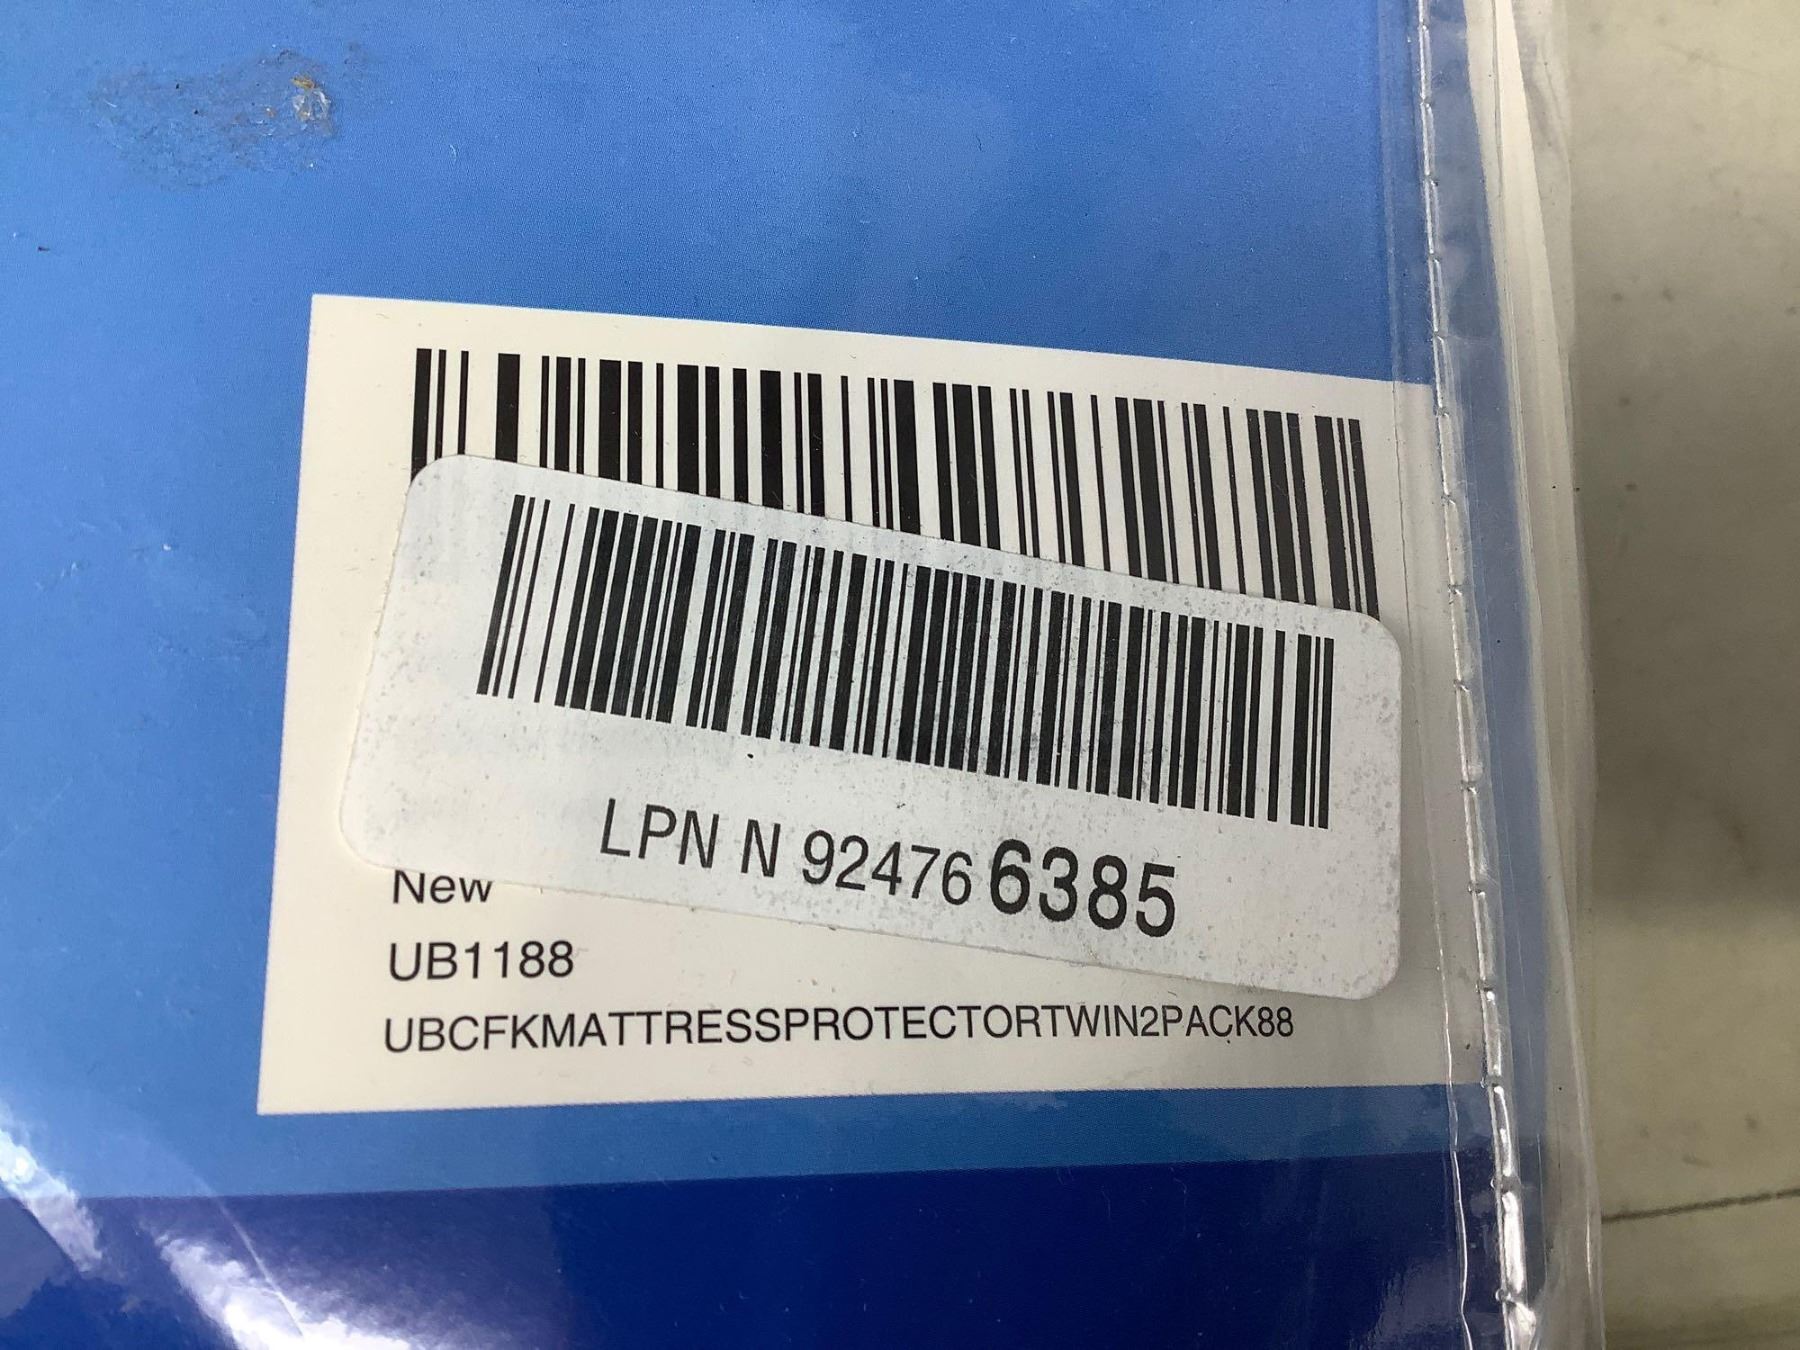 LPN N 92476 6385
New
UB1188
UBCFKMATTRESSPROTECTORTWIN2PACK88